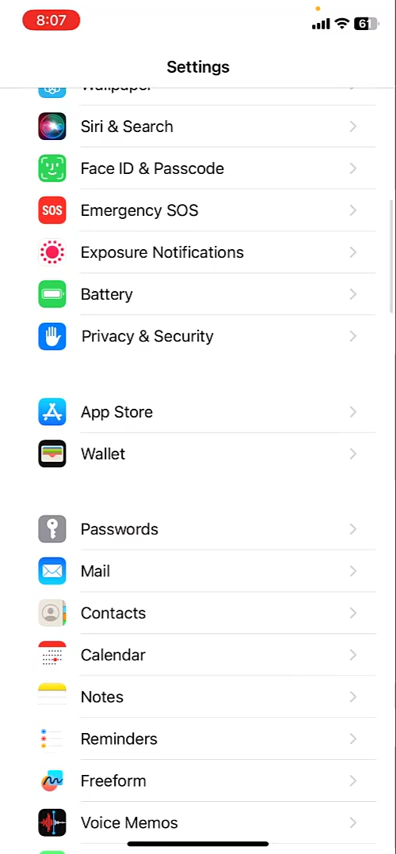 8:07
61
Settings
Wallpaper
Siri & Search
Face ID & Passcode
SOS
Emergency SOS
Exposure Notifications
Battery
Privacy & Security
App Store
Wallet
Passwords
Mail
Contacts
Calendar
Notes
Reminders
Freeform
Voice Memos